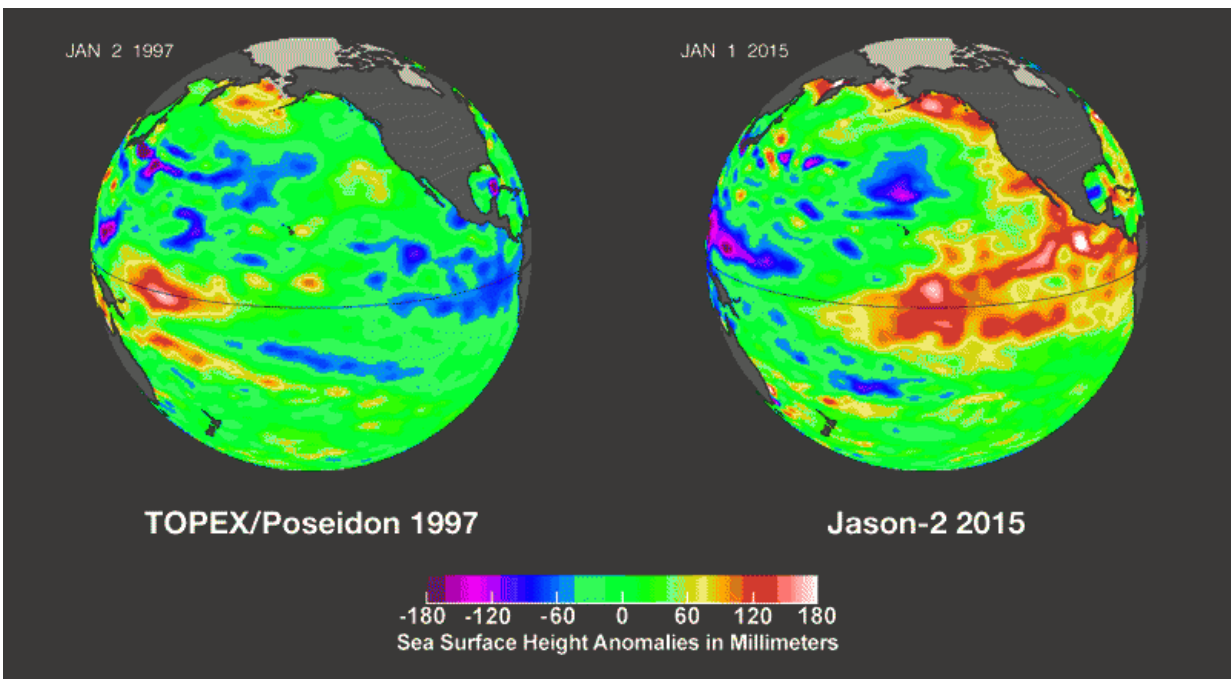 JAN 2 1997
JAN 1 2015
TOPEX/Poseidon 1997
Jason-2 2015
-180 -120 -60 0 60 120 180
Sea Surface Height Anomalies in Millimeters